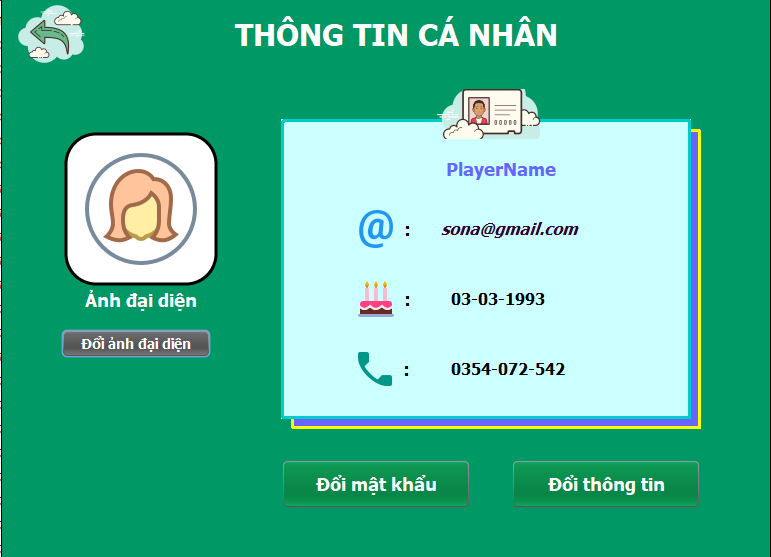 THÔNG TIN CÁ NHÂN
PlayerName
@ : sona@gmail.com
: 03-03-1993
: 0354-072-542
Ảnh đại diện
Đổi ảnh đại diện
Đổi mật khẩu
Đổi thông tin